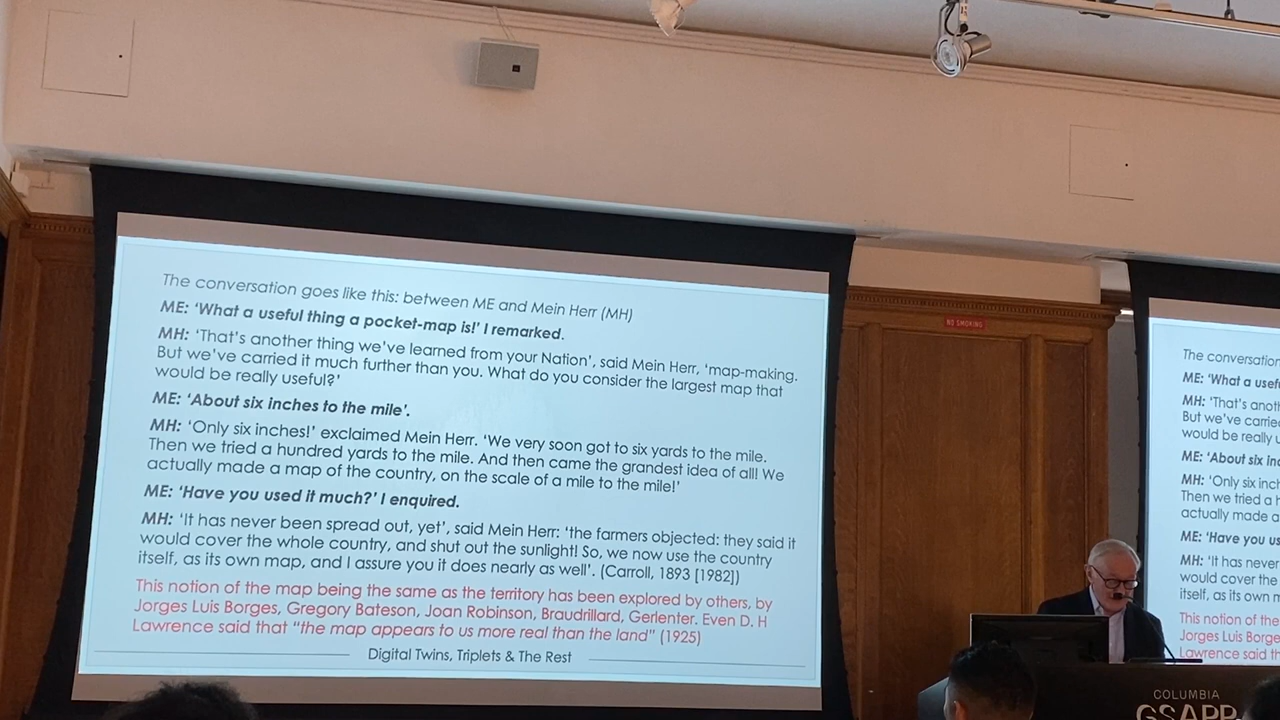 The conversation goes like this: between ME and Mein Herr (MH)
ME: ‘What a useful thing a pocket-map is!’ I remarked.
MH: ‘That’s another thing we’ve learned from your Nation’, said Mein Herr, ‘map-making.
But we’ve carried it much further than you. What do you consider the largest map that
would be really useful?’
ME: ‘About six inches to the mile’.
MH: ‘Only six inches!’ exclaimed Mein Herr. ‘We very soon got to six yards to the mile.
Then we tried a hundred yards to the mile. And then came the grandest idea of all! We
actually made a map of the country, on the scale of a mile to the mile!’
ME: ‘Have you used it much?’ I enquired.
MH: ‘It has never been spread out, yet’, said Mein Herr: ‘the farmers objected: they said it
would cover the whole country, and shut out the sunlight! So, we now use the country
itself, as its own map, and I assure you it does nearly as well’. (Carroll, 1893 [1982])
This notion of the map being the same as the territory has been explored by others, by
Jorges Luis Borges, Gregory Bateson, Joan Robinson, Braudrillard, Gerlenter. Even D. H
Lawrence said that “the map appears to us more real than the land” (1925)
Digital Twins, Triplets & The Rest
NO SMOKING
The conversation
ME: ‘What a usef
MH: ‘That’s anoth
But we’ve carrie
would be really u
ME: ‘About six inc
MH: ‘Only six inch
Then we tried a h
actually made a
ME: ‘Have you us
MH: ‘It has never
would cover the
itself, as its own m
This notion of the
Jorges Luis Borge
Lawrence said th
COLUMBIA
GSAPP